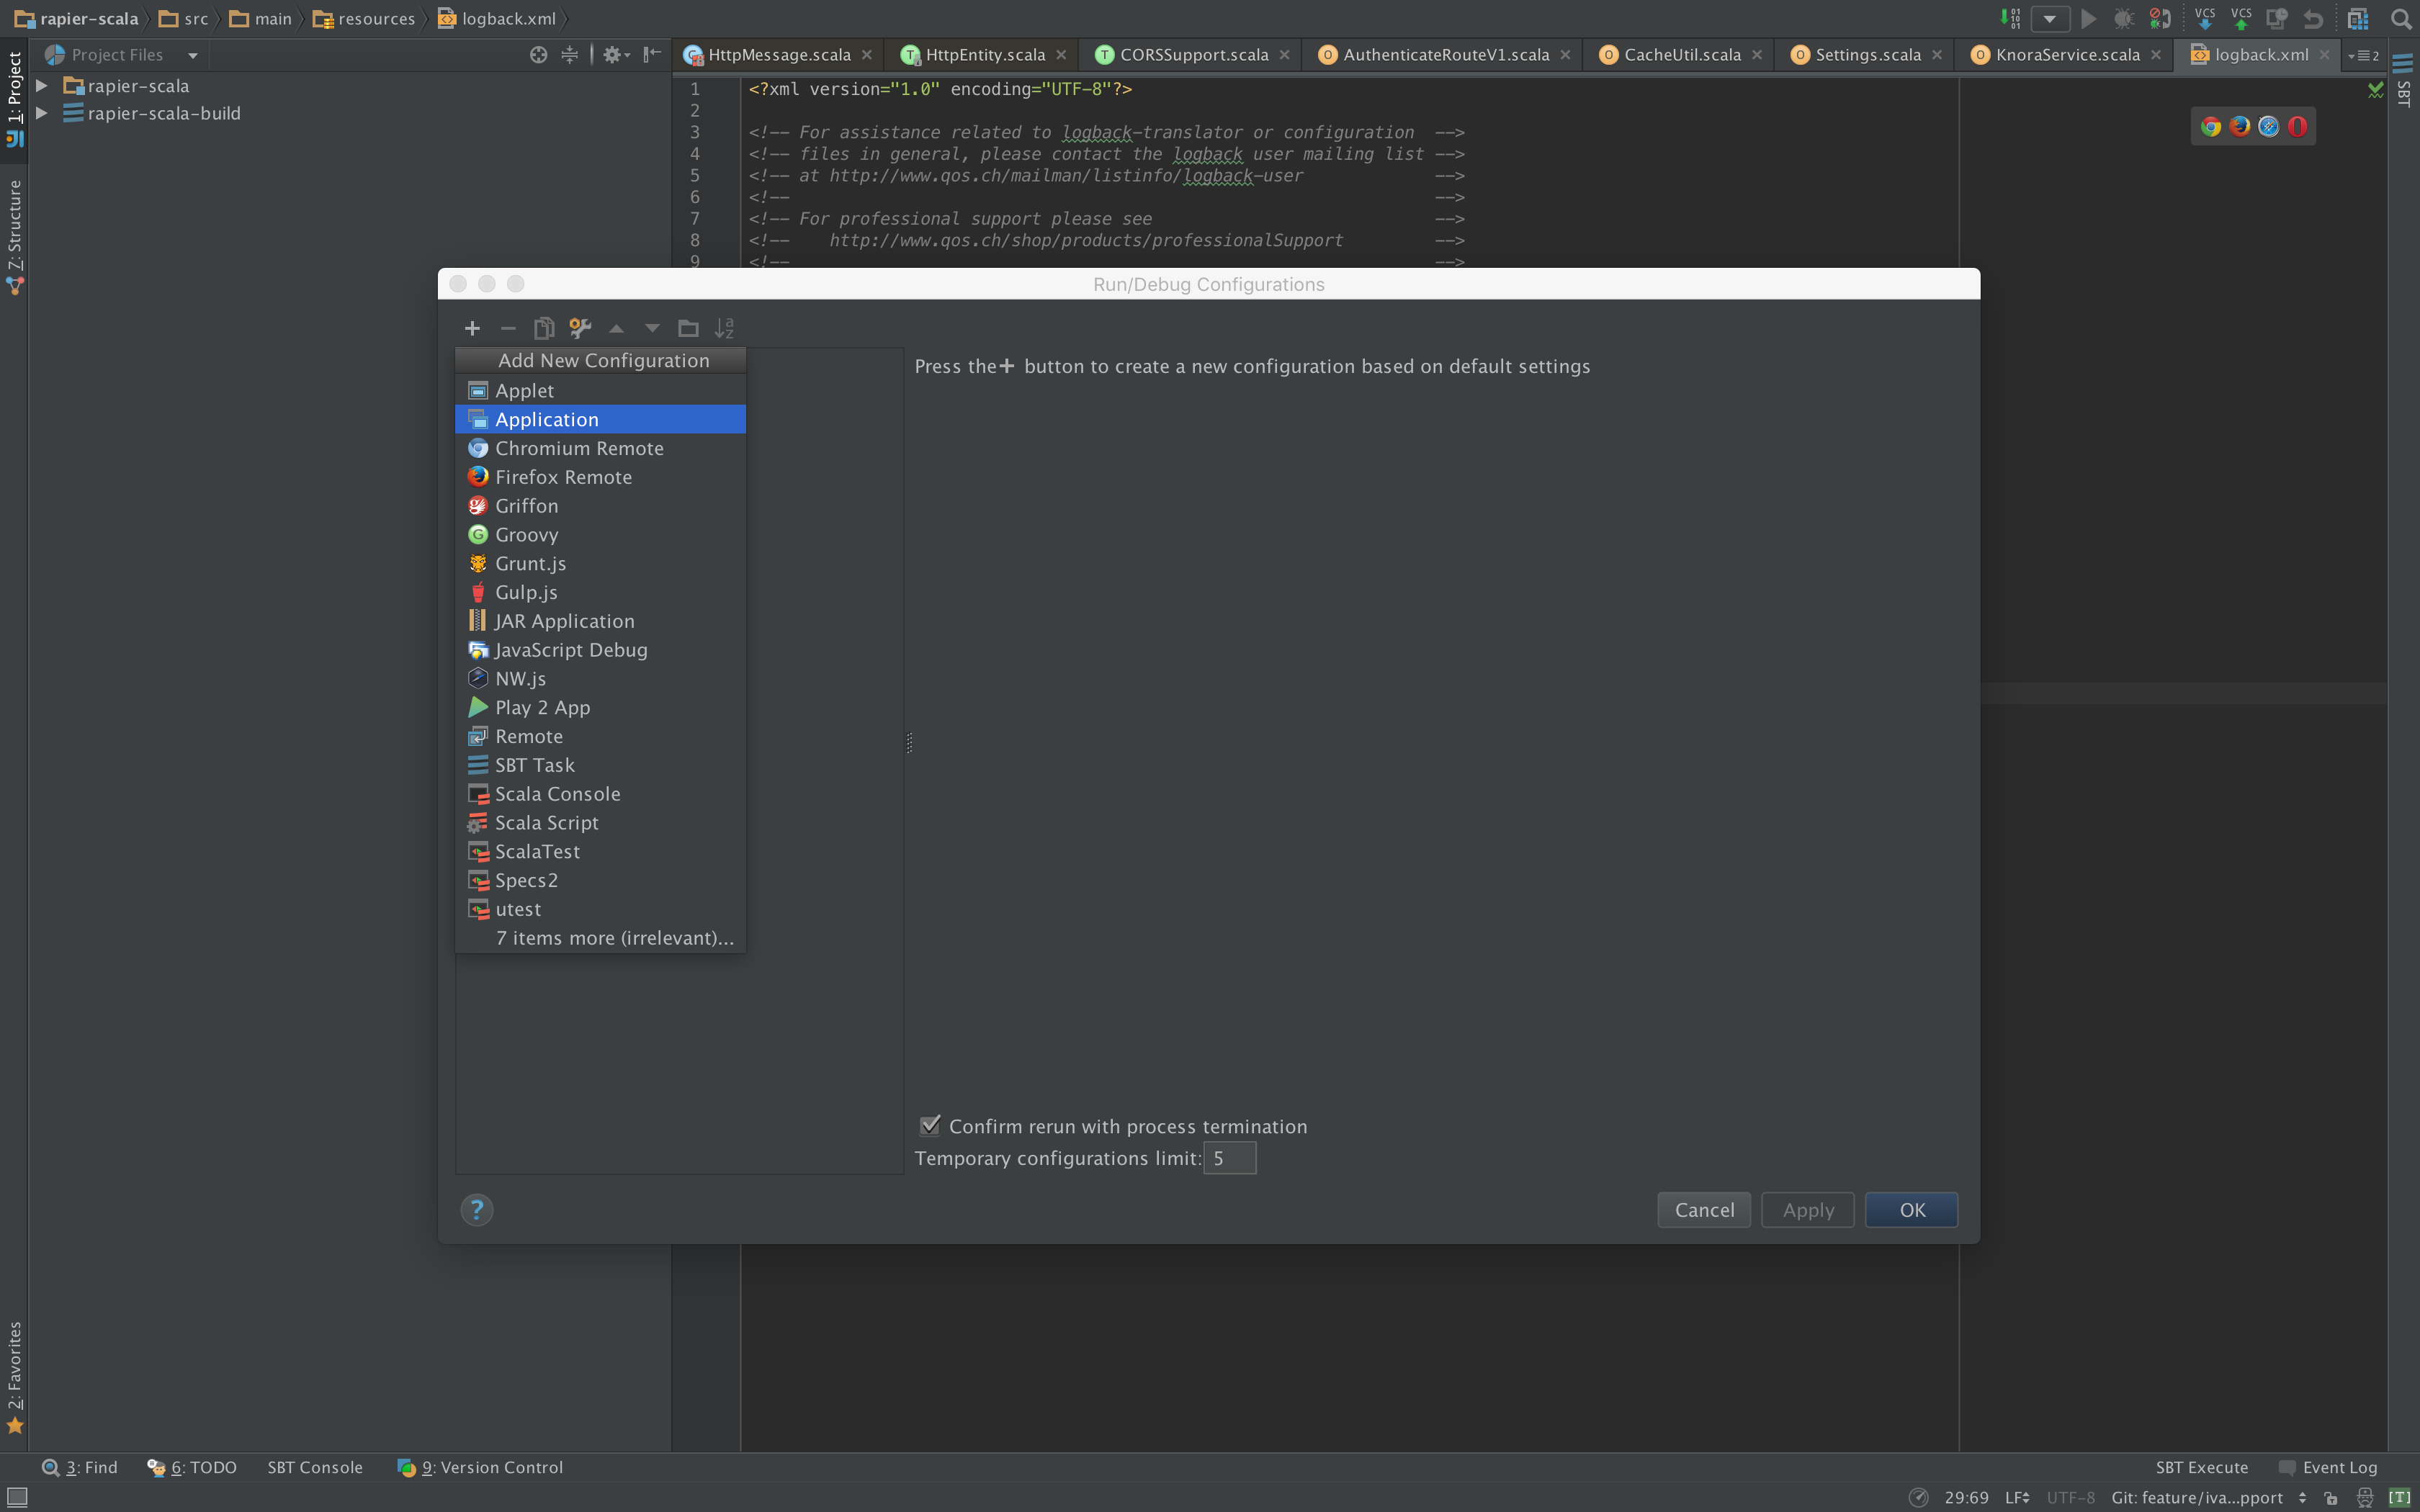 rapier-scala src main resources logback.xml
VCS VCS
Project Files
HttpMessage.scala HttpEntity.scala CORSSupport.scala AuthenticateRouteV1.scala CacheUtil.scala Settings.scala KnoraService.scala logback.xml 2
1: Project
7: Structure
2: Favorites
SBT
rapier-scala
rapier-scala-build
1 <?xml version="1.0" encoding="UTF-8"?>
2
3 <!-- For assistance related to logback-translator or configuration -->
4 <!-- files in general, please contact the logback user mailing list -->
5 <!-- at http://www.qos.ch/mailman/listinfo/logback-user -->
6 <!-- -->
7 <!-- For professional support please see -->
8 <!-- http://www.qos.ch/shop/products/professionalSupport -->
9 <!-- -->
Run/Debug Configurations
Add New Configuration
Applet
Application
Chromium Remote
Firefox Remote
Griffon
Groovy
Grunt.js
Gulp.js
JAR Application
JavaScript Debug
NW.js
Play 2 App
Remote
SBT Task
Scala Console
Scala Script
ScalaTest
Specs2
utest
7 items more (irrelevant)...
Press the + button to create a new configuration based on default settings
Confirm rerun with process termination
Temporary configurations limit: 5
? Cancel Apply OK
3: Find 6: TODO SBT Console 9: Version Control SBT Execute Event Log
29:69 LF UTF-8 Git: feature/iva...pport [T]